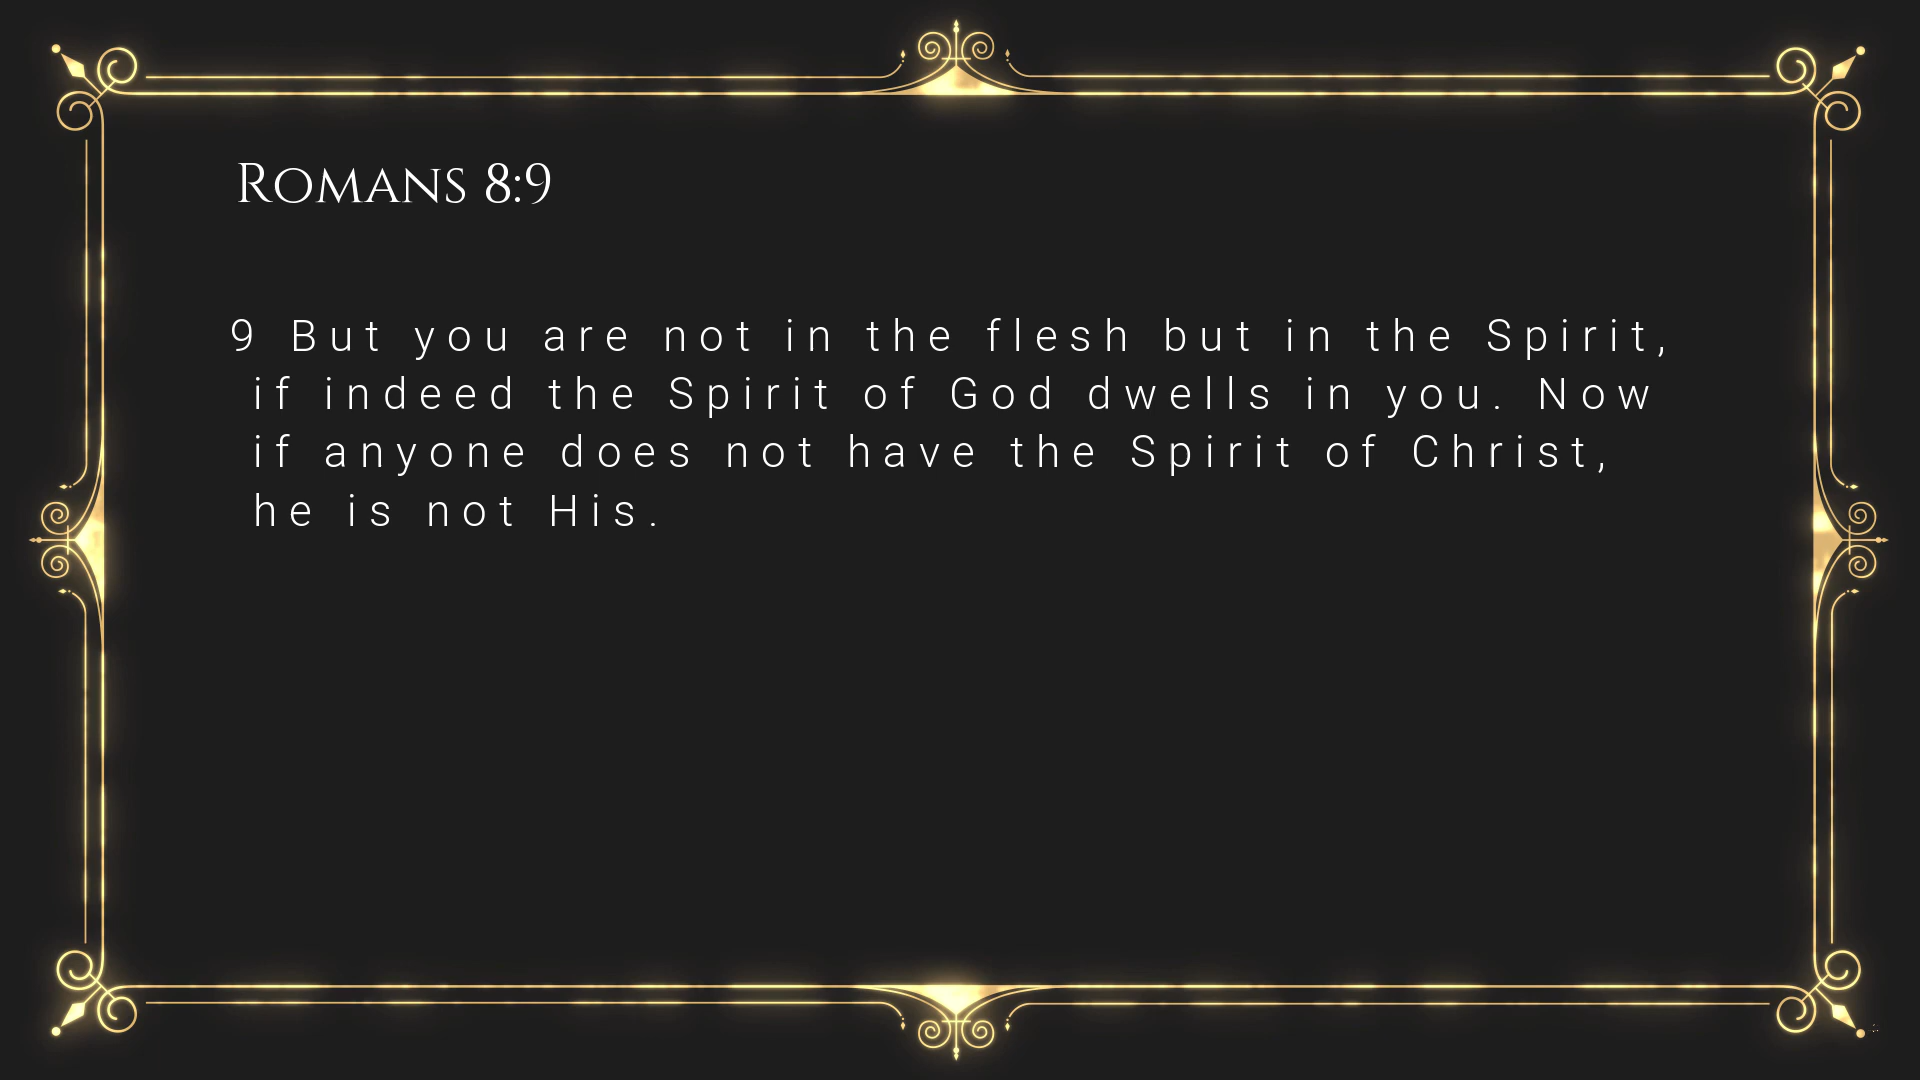 Romans 8:9
9 But you are not in the flesh but in the Spirit,
if indeed the Spirit of God dwells in you. Now
if anyone does not have the Spirit of Christ,
he is not His.